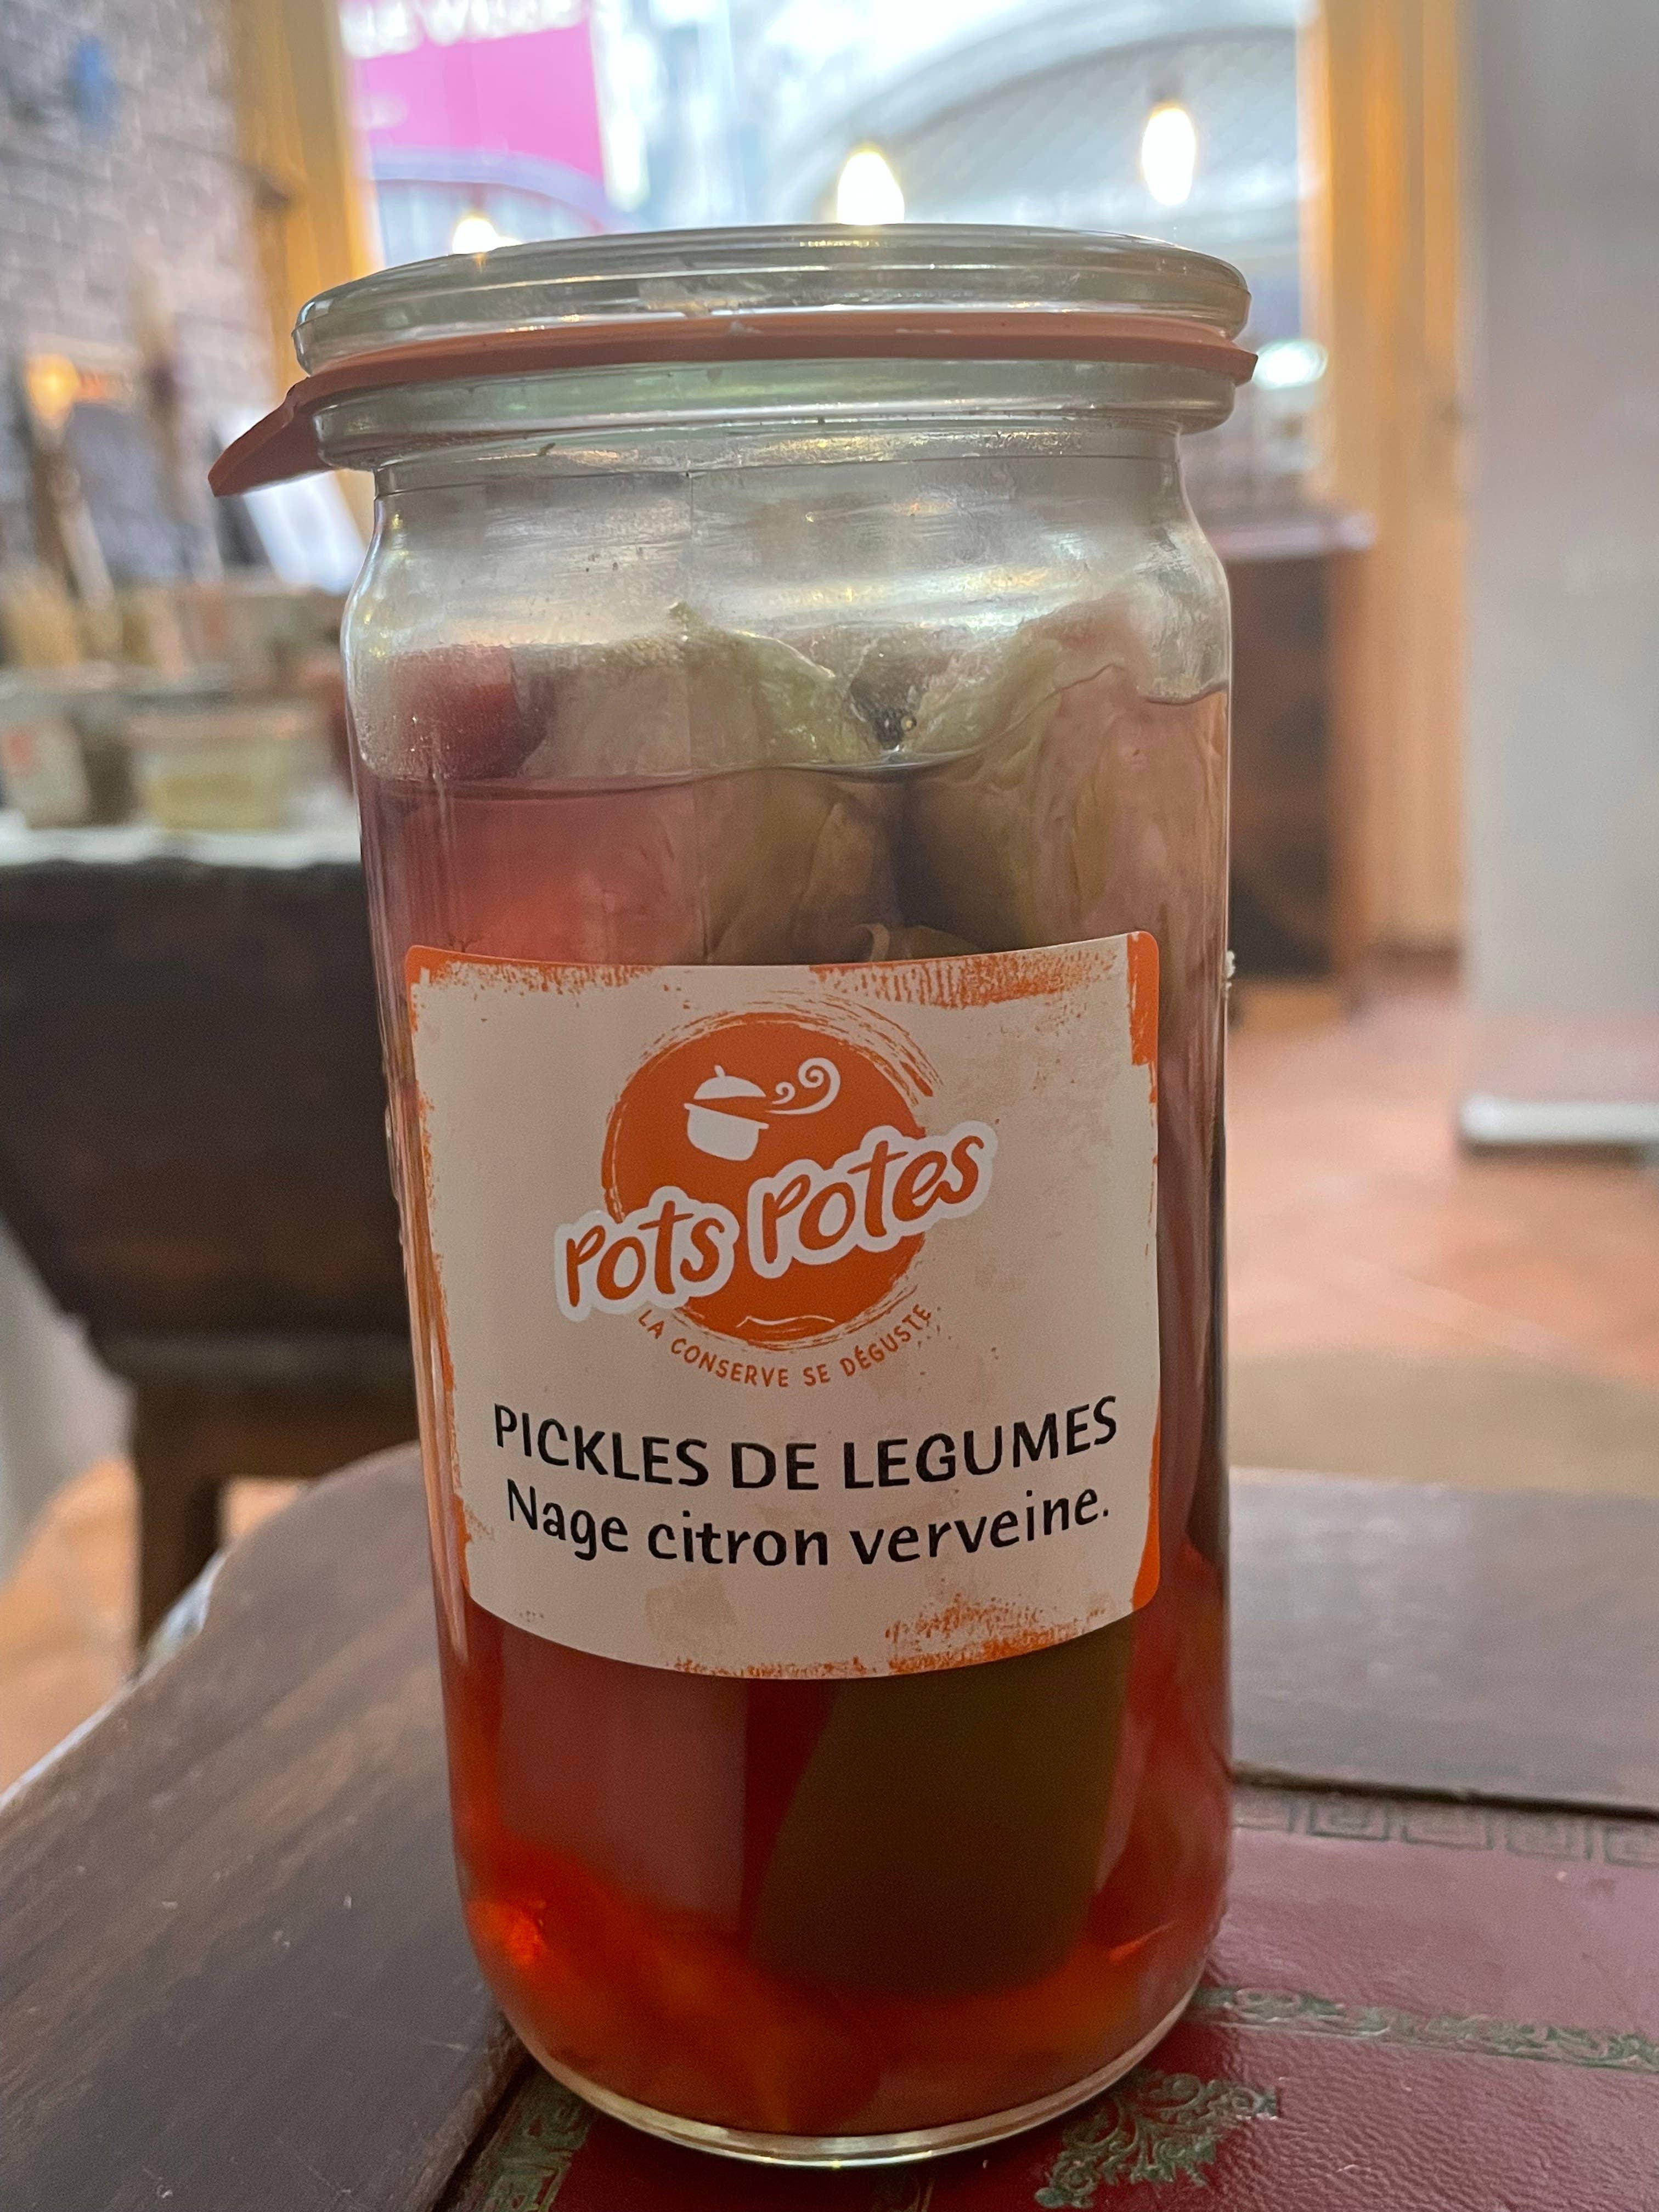 Pots Potes
LA CONSERVE SE DÉGUSTE
PICKLES DE LEGUMES
Nage citron verveine.